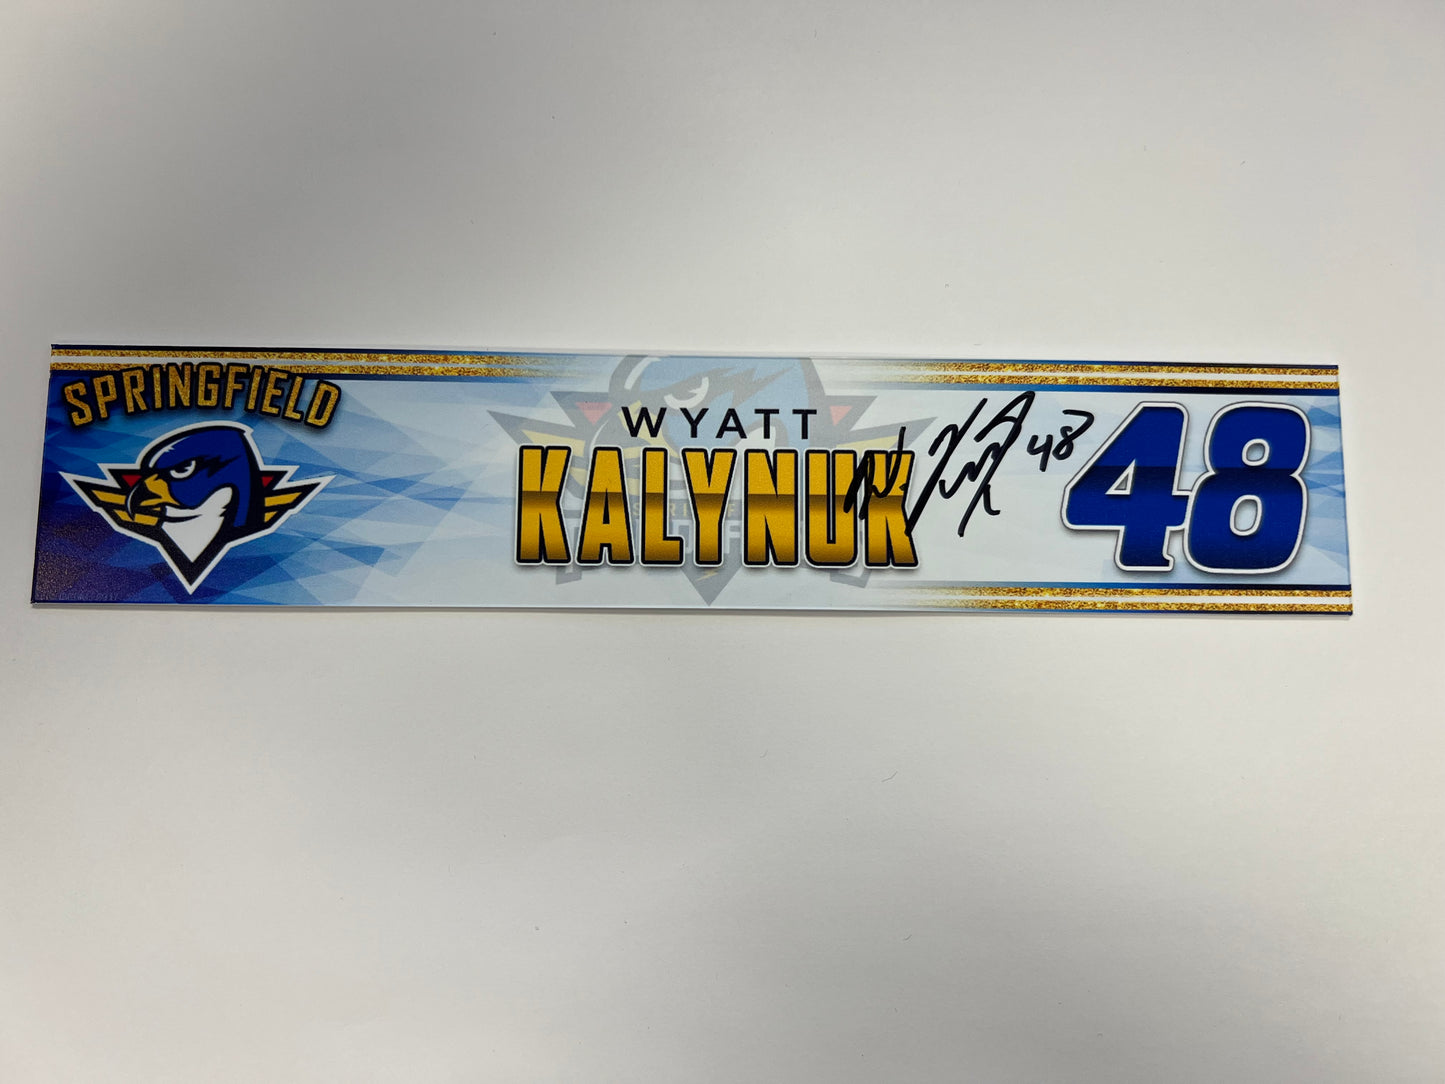 SPRINGFIELD
WYATT
KALYNUK
48
48